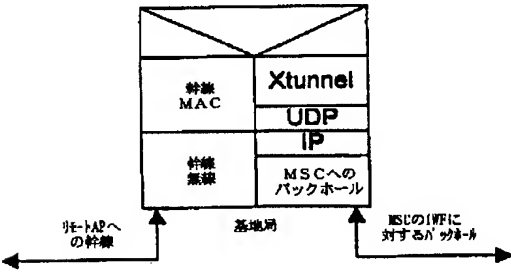 幹線
MAC
Xtunnel
UDP
IP
幹線
無線
MSCへの
バックホール
リモートAPへ
の幹線
基地局
MSCのIWFに
対するバックホール